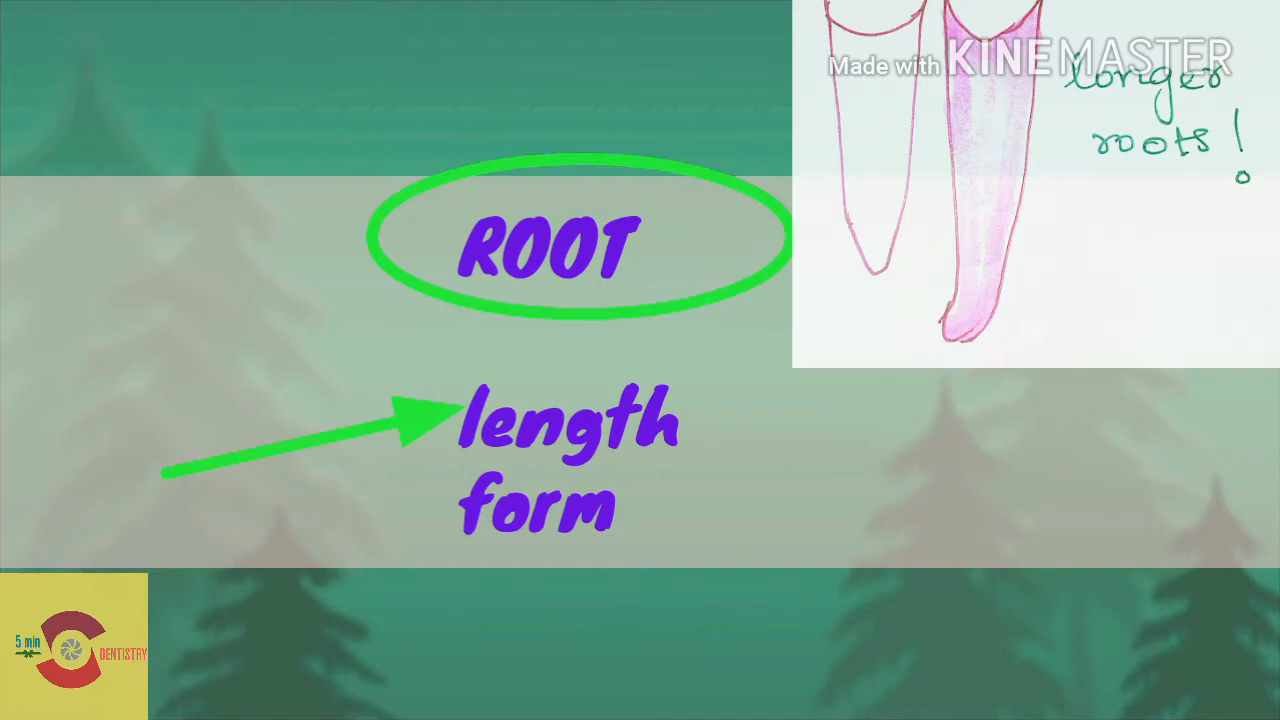 Made with KINEMASTER
longer
roots!
ROOT
length
form
5 min
DENTISTRY